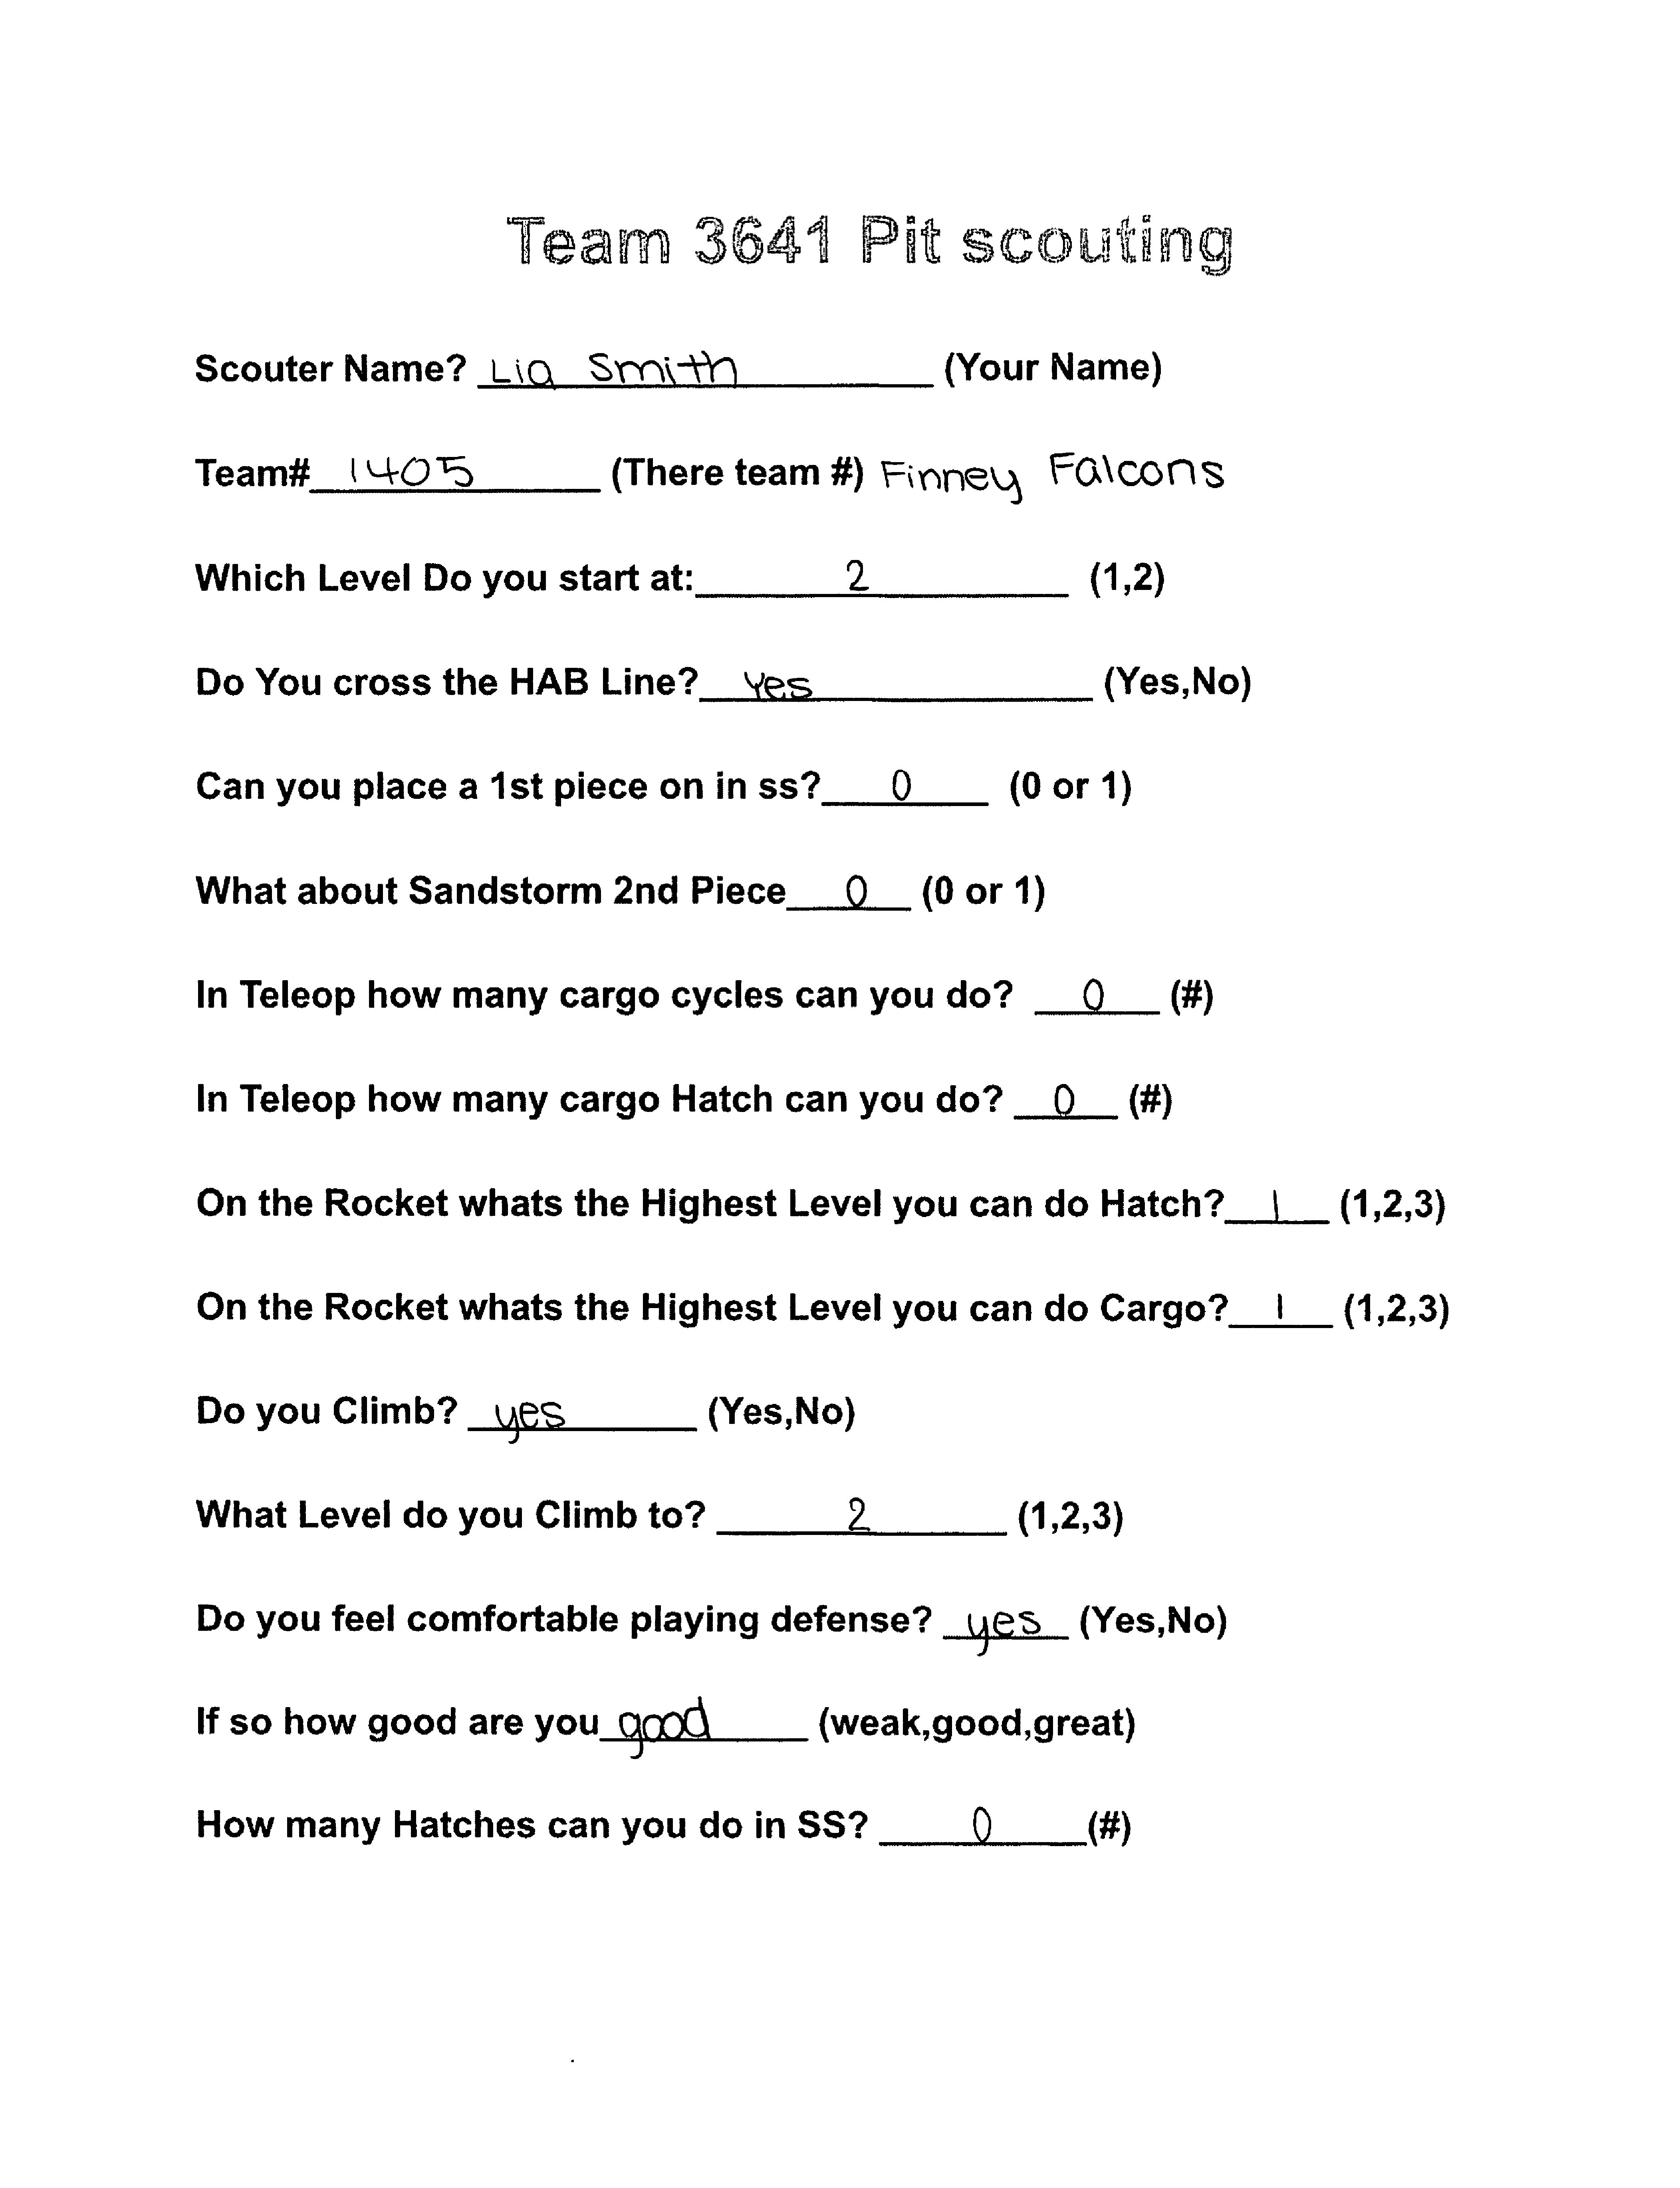 Team 3641 Pit scouting
Scouter Name? Lia Smith (Your Name)
Team# 1405 (There team #) Finney Falcons
Which Level Do you start at: 2 (1,2)
Do You cross the HAB Line? Yes (Yes,No)
Can you place a 1st piece on in ss? 0 (0 or 1)
What about Sandstorm 2nd Piece 0 (0 or 1)
In Teleop how many cargo cycles can you do? 0 (#)
In Teleop how many cargo Hatch can you do? 0 (#)
On the Rocket whats the Highest Level you can do Hatch? 1 (1,2,3)
On the Rocket whats the Highest Level you can do Cargo? 1 (1,2,3)
Do you Climb? yes (Yes,No)
What Level do you Climb to? 2 (1,2,3)
Do you feel comfortable playing defense? yes (Yes,No)
If so how good are you good (weak,good,great)
How many Hatches can you do in SS? 0 (#)